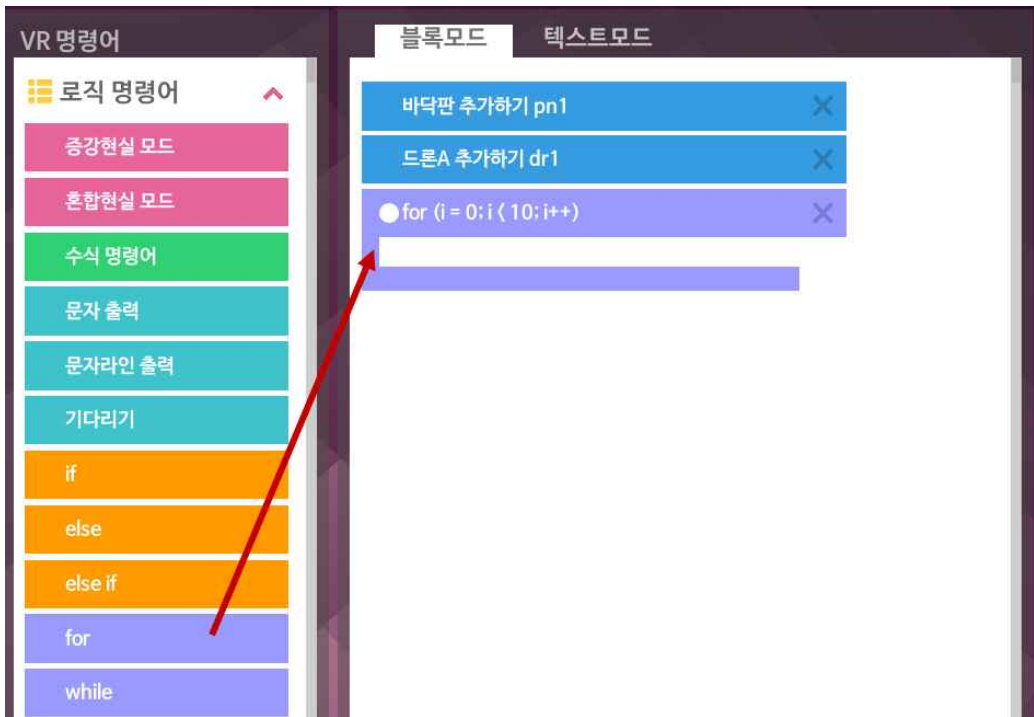 VR 명령어
로직 명령어
증강현실 모드
혼합현실 모드
수식 명령어
문자 출력
문자라인 출력
기다리기
if
else
else if
for
while
블록모드 텍스트모드
바닥판 추가하기 pn1
드론A 추가하기 dr1
for (i = 0; i < 10; i++)